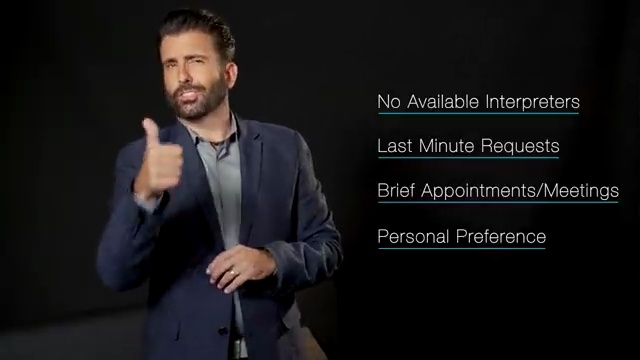 No Available Interpreters
Last Minute Requests
Brief Appointments/Meetings
Personal Preference